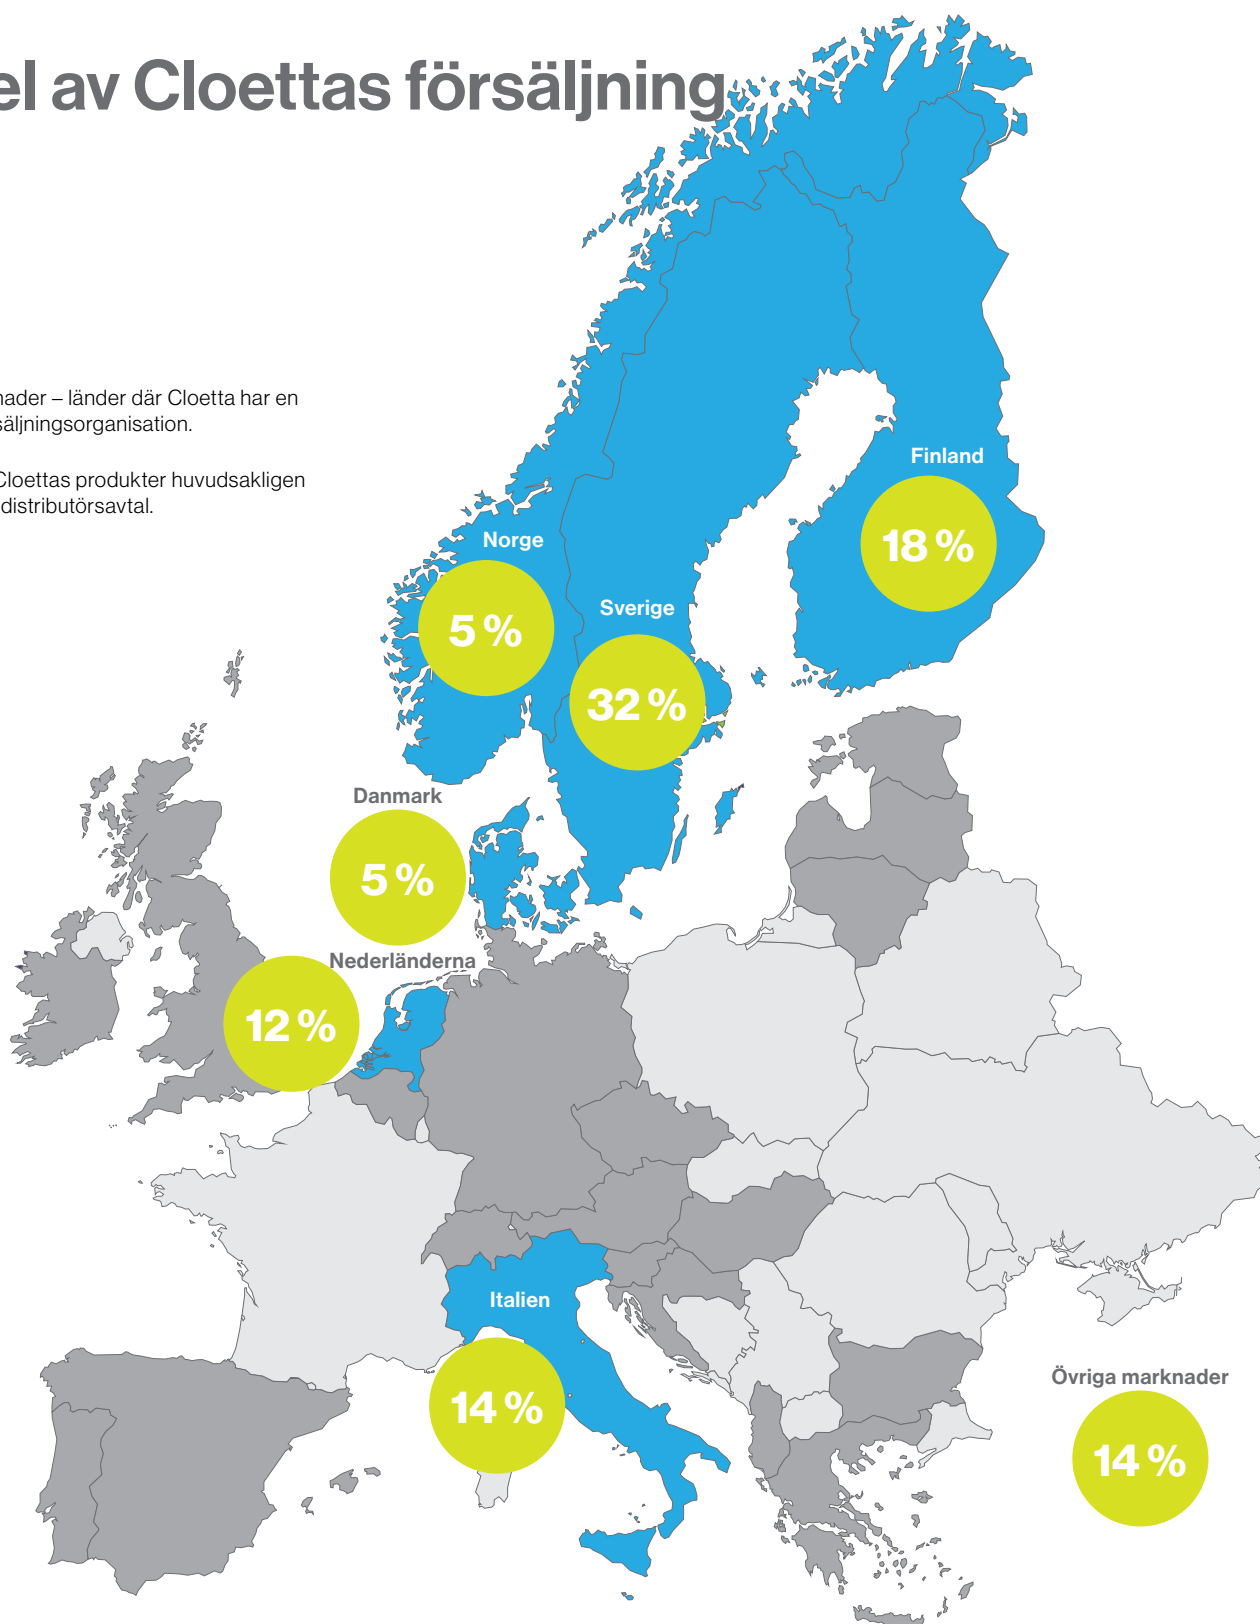 el av Cloettas försäljning
nader – länder där Cloetta har en
säljningsorganisation.
Cloettas produkter huvudsakligen
distributörsavtal.
Finland
18 %
Norge
5 %
Sverige
32 %
Danmark
5 %
Nederländerna
12 %
Italien
14 %
Övriga marknader
14 %